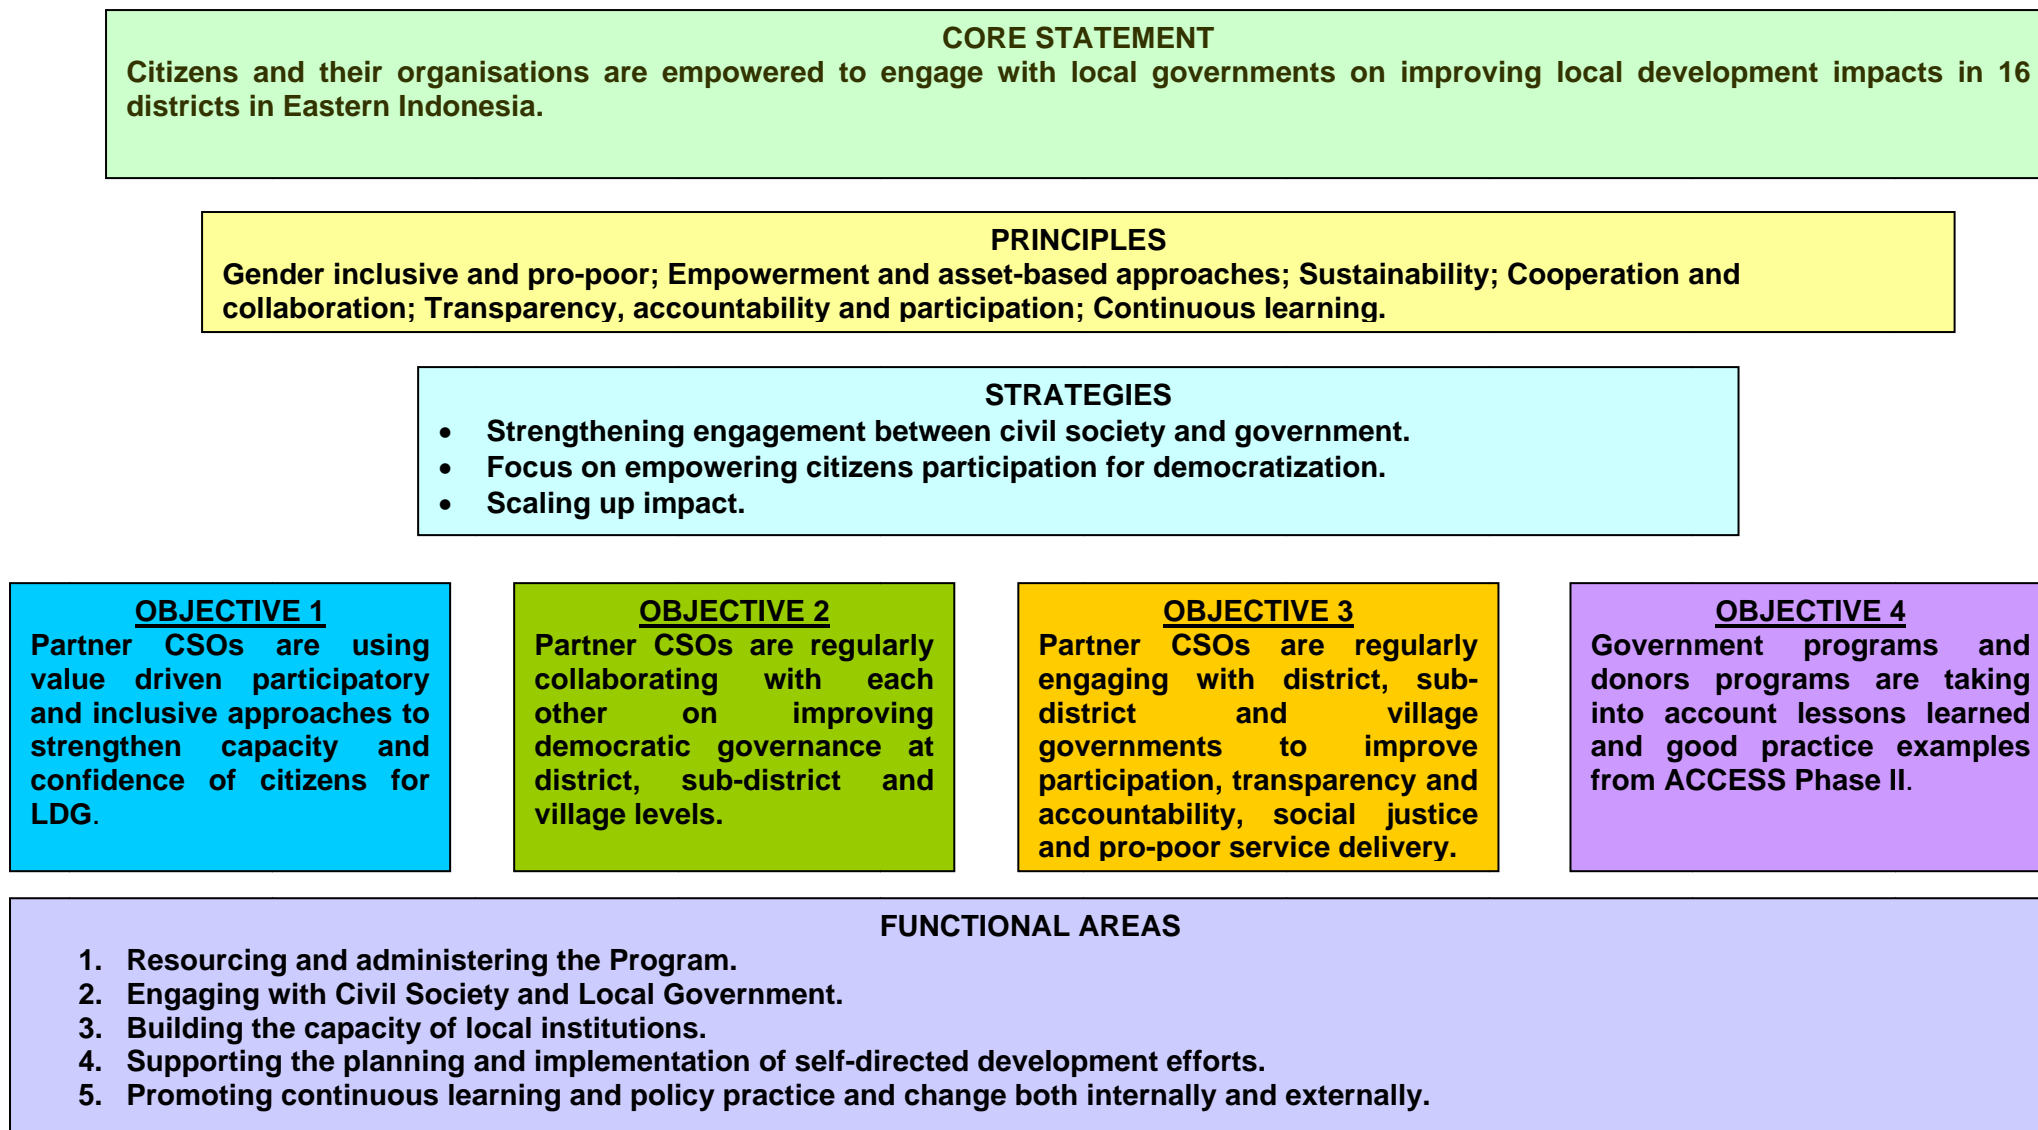 CORE STATEMENT
Citizens and their organisations are empowered to engage with local governments on improving local development impacts in 16
districts in Eastern Indonesia.
PRINCIPLES
Gender inclusive and pro-poor; Empowerment and asset-based approaches; Sustainability; Cooperation and
collaboration; Transparency, accountability and participation; Continuous learning.
STRATEGIES
• Strengthening engagement between civil society and government.
• Focus on empowering citizens participation for democratization.
• Scaling up impact.
OBJECTIVE 1
Partner CSOs are using
value driven participatory
and inclusive approaches to
strengthen capacity and
confidence of citizens for
LDG.
OBJECTIVE 2
Partner CSOs are regularly
collaborating with each
other on improving
democratic governance at
district, sub-district and
village levels.
OBJECTIVE 3
Partner CSOs are regularly
engaging with district, sub-
district and village
governments to improve
participation, transparency and
accountability, social justice
and pro-poor service delivery.
OBJECTIVE 4
Government programs and
donors programs are taking
into account lessons learned
and good practice examples
from ACCESS Phase II.
FUNCTIONAL AREAS
1. Resourcing and administering the Program.
2. Engaging with Civil Society and Local Government.
3. Building the capacity of local institutions.
4. Supporting the planning and implementation of self-directed development efforts.
5. Promoting continuous learning and policy practice and change both internally and externally.